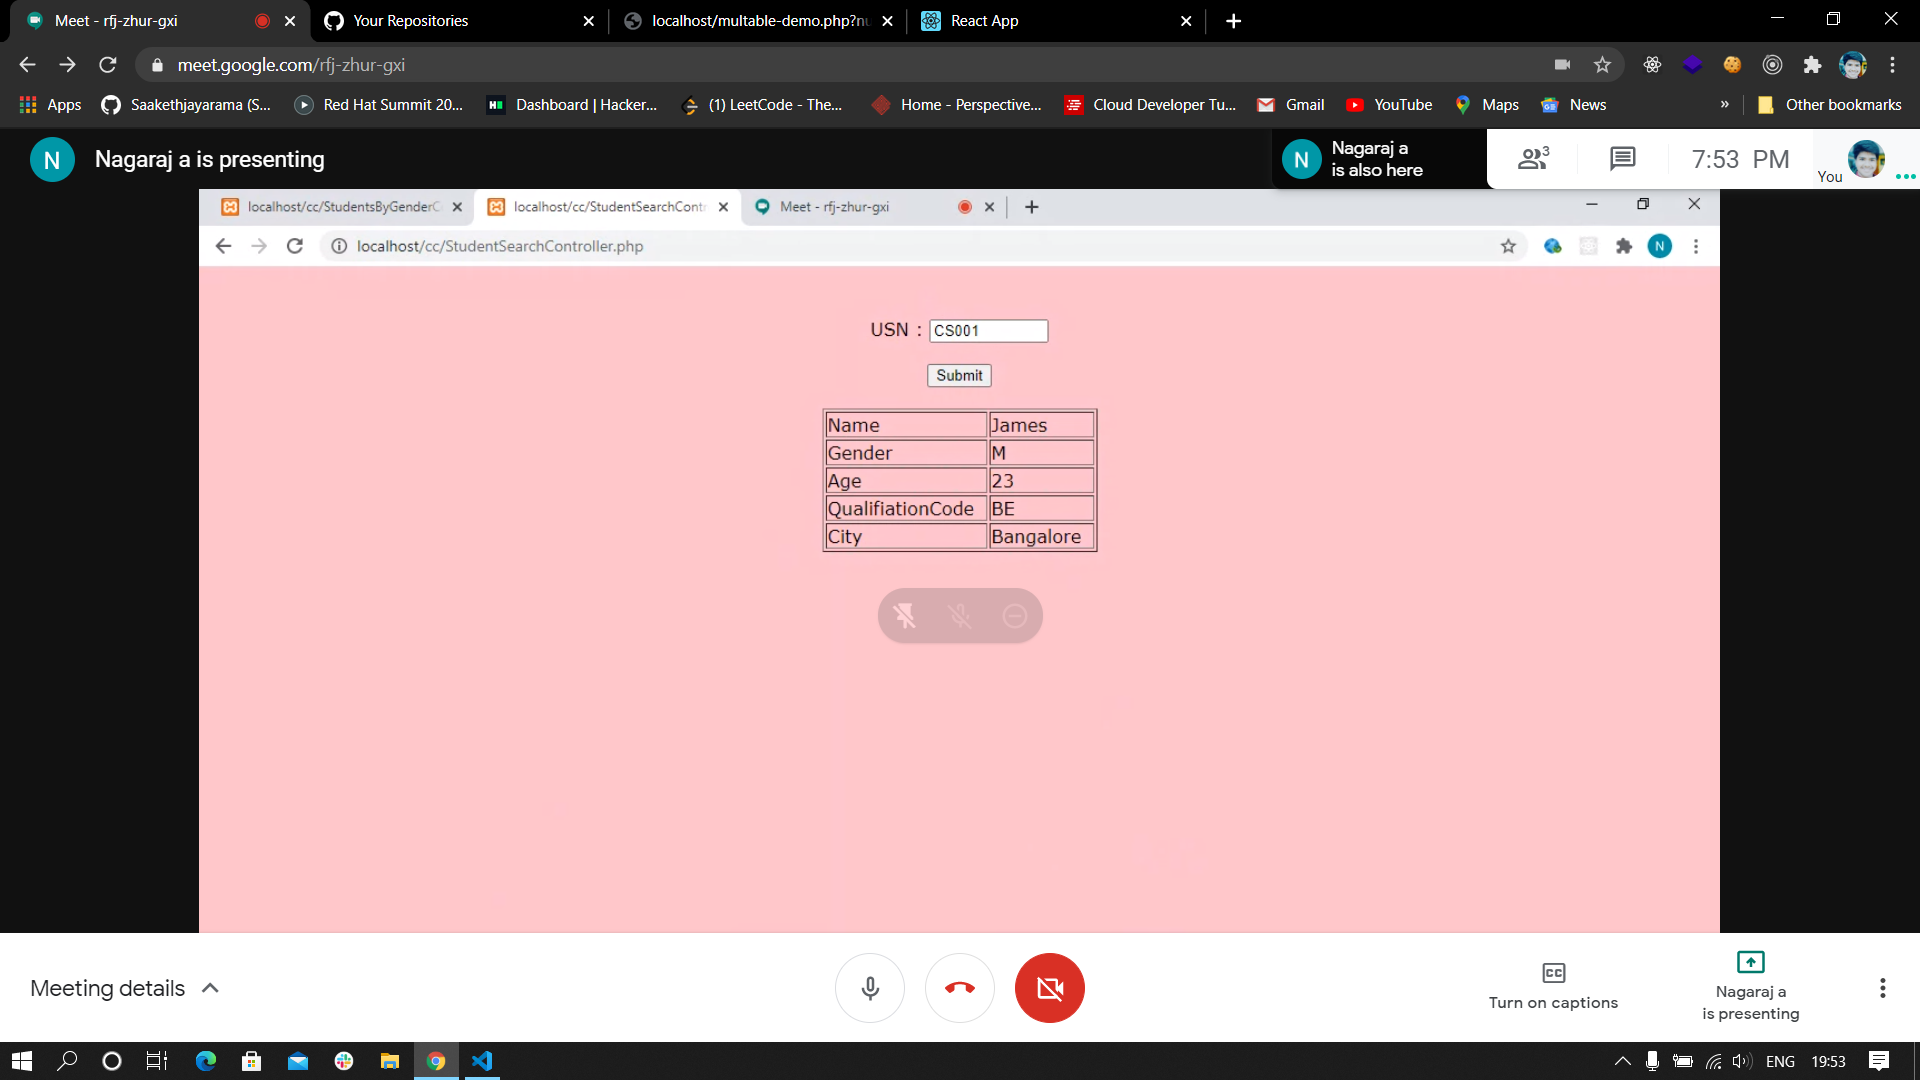 Meet - rfj-zhur-gxi
Your Repositories
localhost/multable-demo.php?nu
React App
meet.google.com/rfj-zhur-gxi
Apps
Saakethjayarama (S...
Red Hat Summit 20...
Dashboard | Hacker...
(1) LeetCode - The...
Home - Perspective...
Cloud Developer Tu...
Gmail
YouTube
Maps
News
»
Other bookmarks
N
Nagaraj a is presenting
N
Nagaraj a
is also here
3
7:53 PM
You
localhost/cc/StudentsByGenderC
localhost/cc/StudentSearchContr
Meet - rfj-zhur-gxi
localhost/cc/StudentSearchController.php
N
USN : CS001
Submit
Name James
Gender M
Age 23
QualifiationCode BE
City Bangalore
Meeting details
CC
Turn on captions
Nagaraj a
is presenting
ENG
19:53